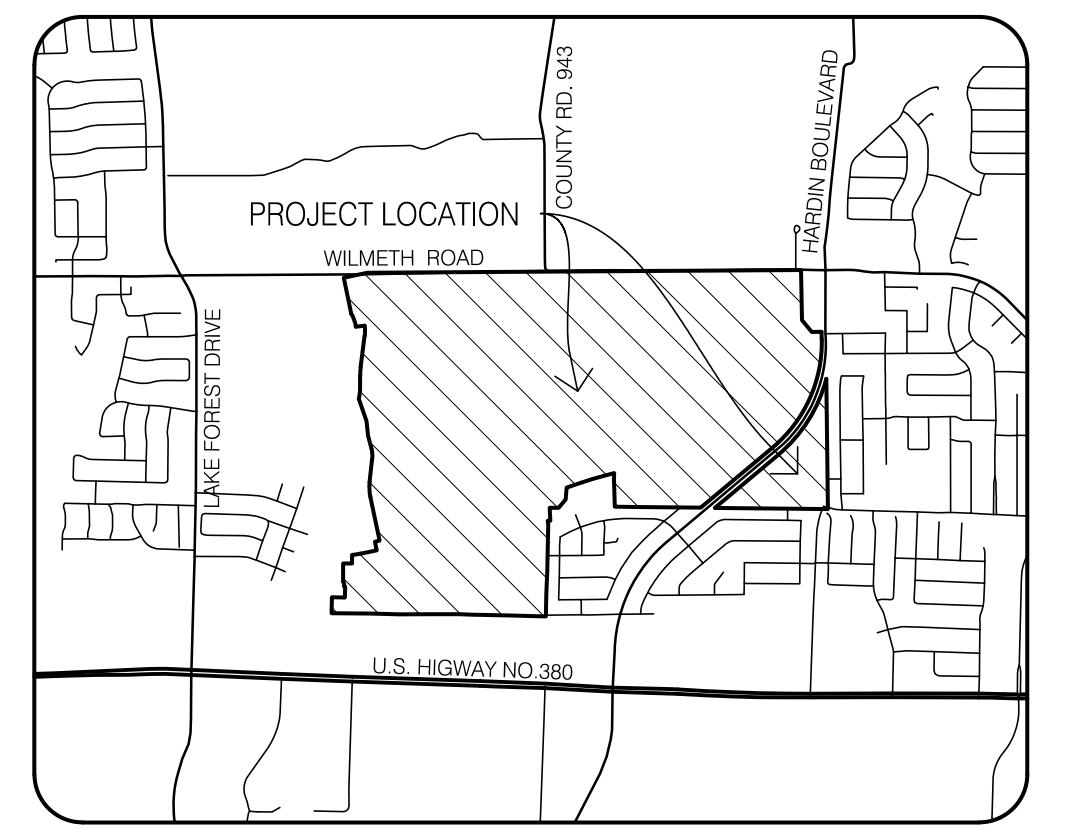 COUNTY RD. 943
HARDIN BOULEVARD
PROJECT LOCATION
WILMETH ROAD
LAKE FOREST DRIVE
U.S. HIGWAY NO.380